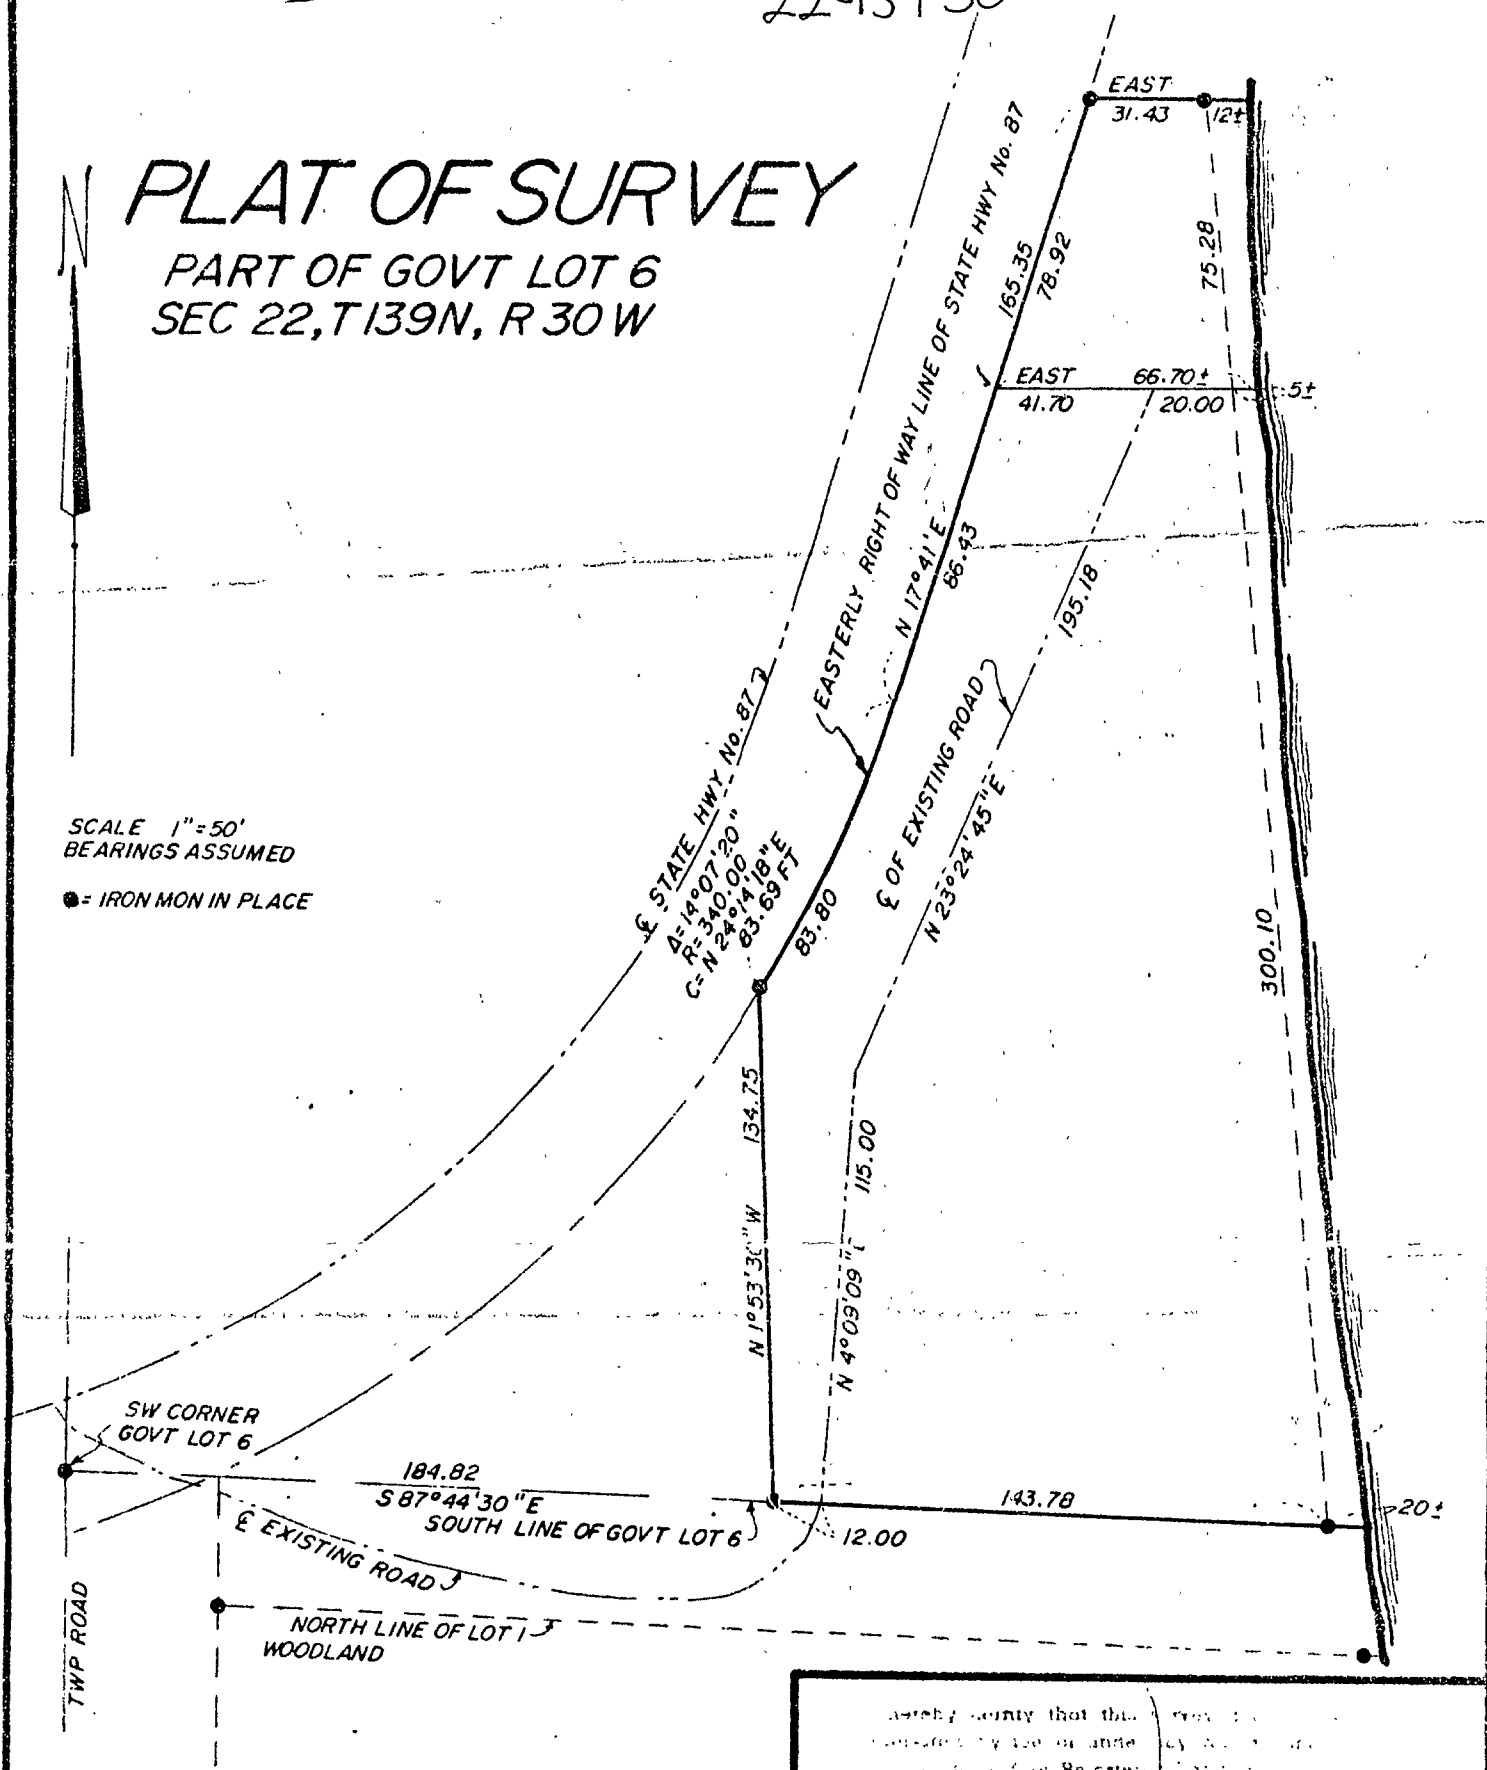 N
PLAT OF SURVEY
PART OF GOVT LOT 6
SEC 22, T139N, R 30 W
SCALE 1"=50'
BEARINGS ASSUMED
= IRON MON IN PLACE
EAST
31.43
12±
75.28
165.35
78.92
EASTERLY RIGHT OF WAY LINE OF STATE HWY No. 87
EAST 66.70±
41.70 20.00
5±
N 17°41'E
86.43
195.18
℄ OF EXISTING ROAD
N 23°24'45"E
℄ STATE HWY No. 87
Δ=14°07'20"
R=340.00
C=N 24°14'18"E
83.69 FT
83.80
300.10
134.75
N 1°53'30"W
115.00
N 4°09'09"E
SW CORNER
GOVT LOT 6
184.82
S 87°44'30"E
SOUTH LINE OF GOVT LOT 6
143.78
20±
12.00
℄ EXISTING ROAD
NORTH LINE OF LOT 1
WOODLAND
TWP ROAD
that